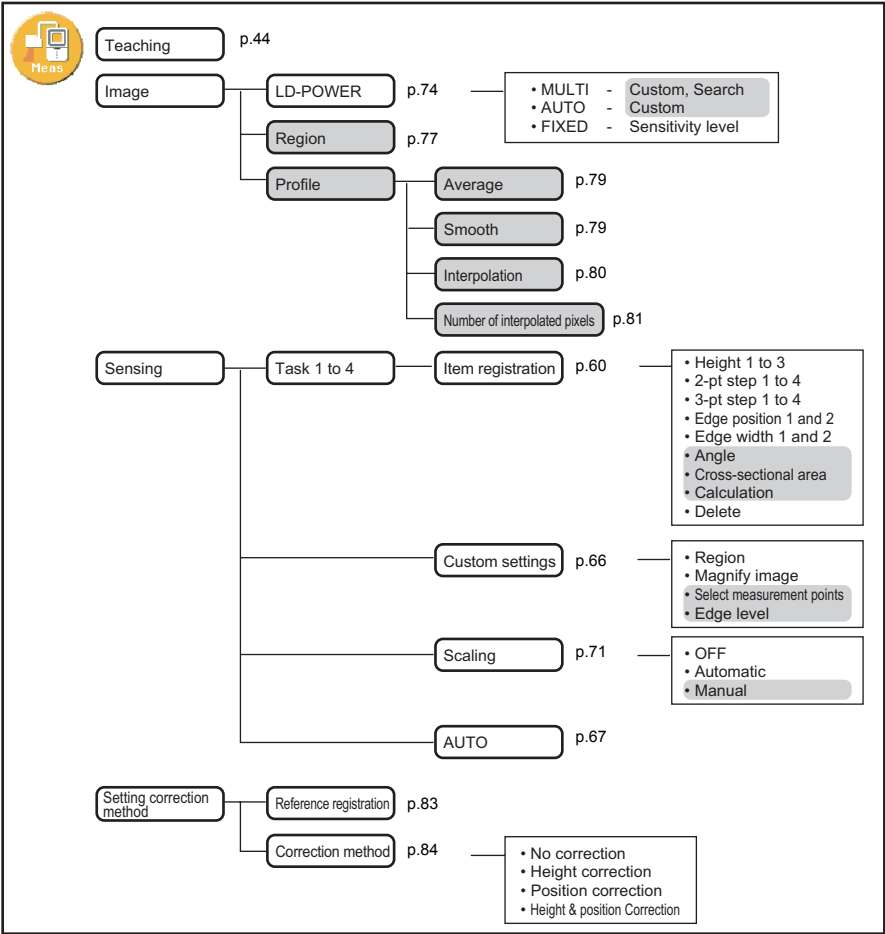 Meas
Teaching p.44
Image LD-POWER p.74
• MULTI - Custom, Search
• AUTO - Custom
• FIXED - Sensitivity level
Region p.77
Profile Average p.79
Smooth p.79
Interpolation p.80
Number of interpolated pixels p.81
Sensing Task 1 to 4 Item registration p.60
• Height 1 to 3
• 2-pt step 1 to 4
• 3-pt step 1 to 4
• Edge position 1 and 2
• Edge width 1 and 2
• Angle
• Cross-sectional area
• Calculation
• Delete
Custom settings p.66
• Region
• Magnify image
• Select measurement points
• Edge level
Scaling p.71
• OFF
• Automatic
• Manual
AUTO p.67
Setting correction
method
Reference registration p.83
Correction method p.84
• No correction
• Height correction
• Position correction
• Height & position Correction